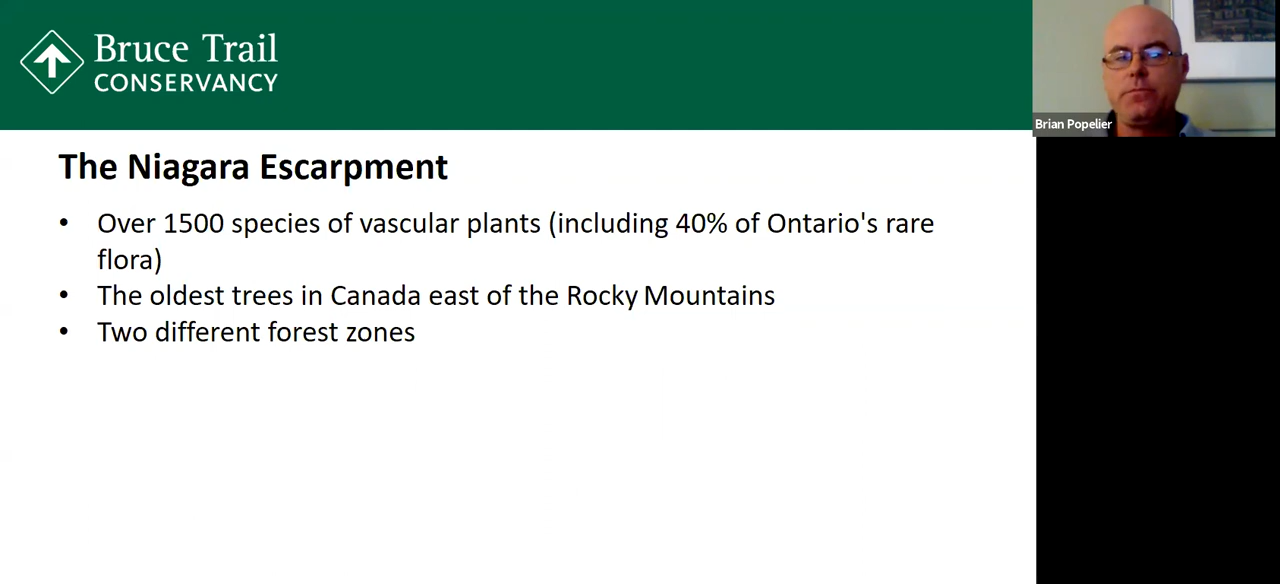 Bruce Trail
CONSERVANCY
Brian Popelier
The Niagara Escarpment
• Over 1500 species of vascular plants (including 40% of Ontario's rare
flora)
• The oldest trees in Canada east of the Rocky Mountains
• Two different forest zones